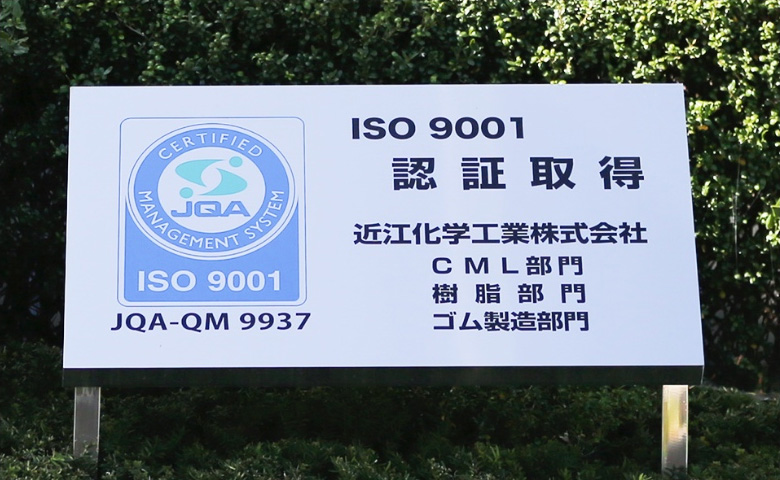 CERTIFIED
JQA
MANAGEMENT SYSTEM
ISO 9001
JQA-QM 9937
ISO 9001
認証取得
近江化学工業株式会社
CML部門
樹脂部門
ゴム製造部門